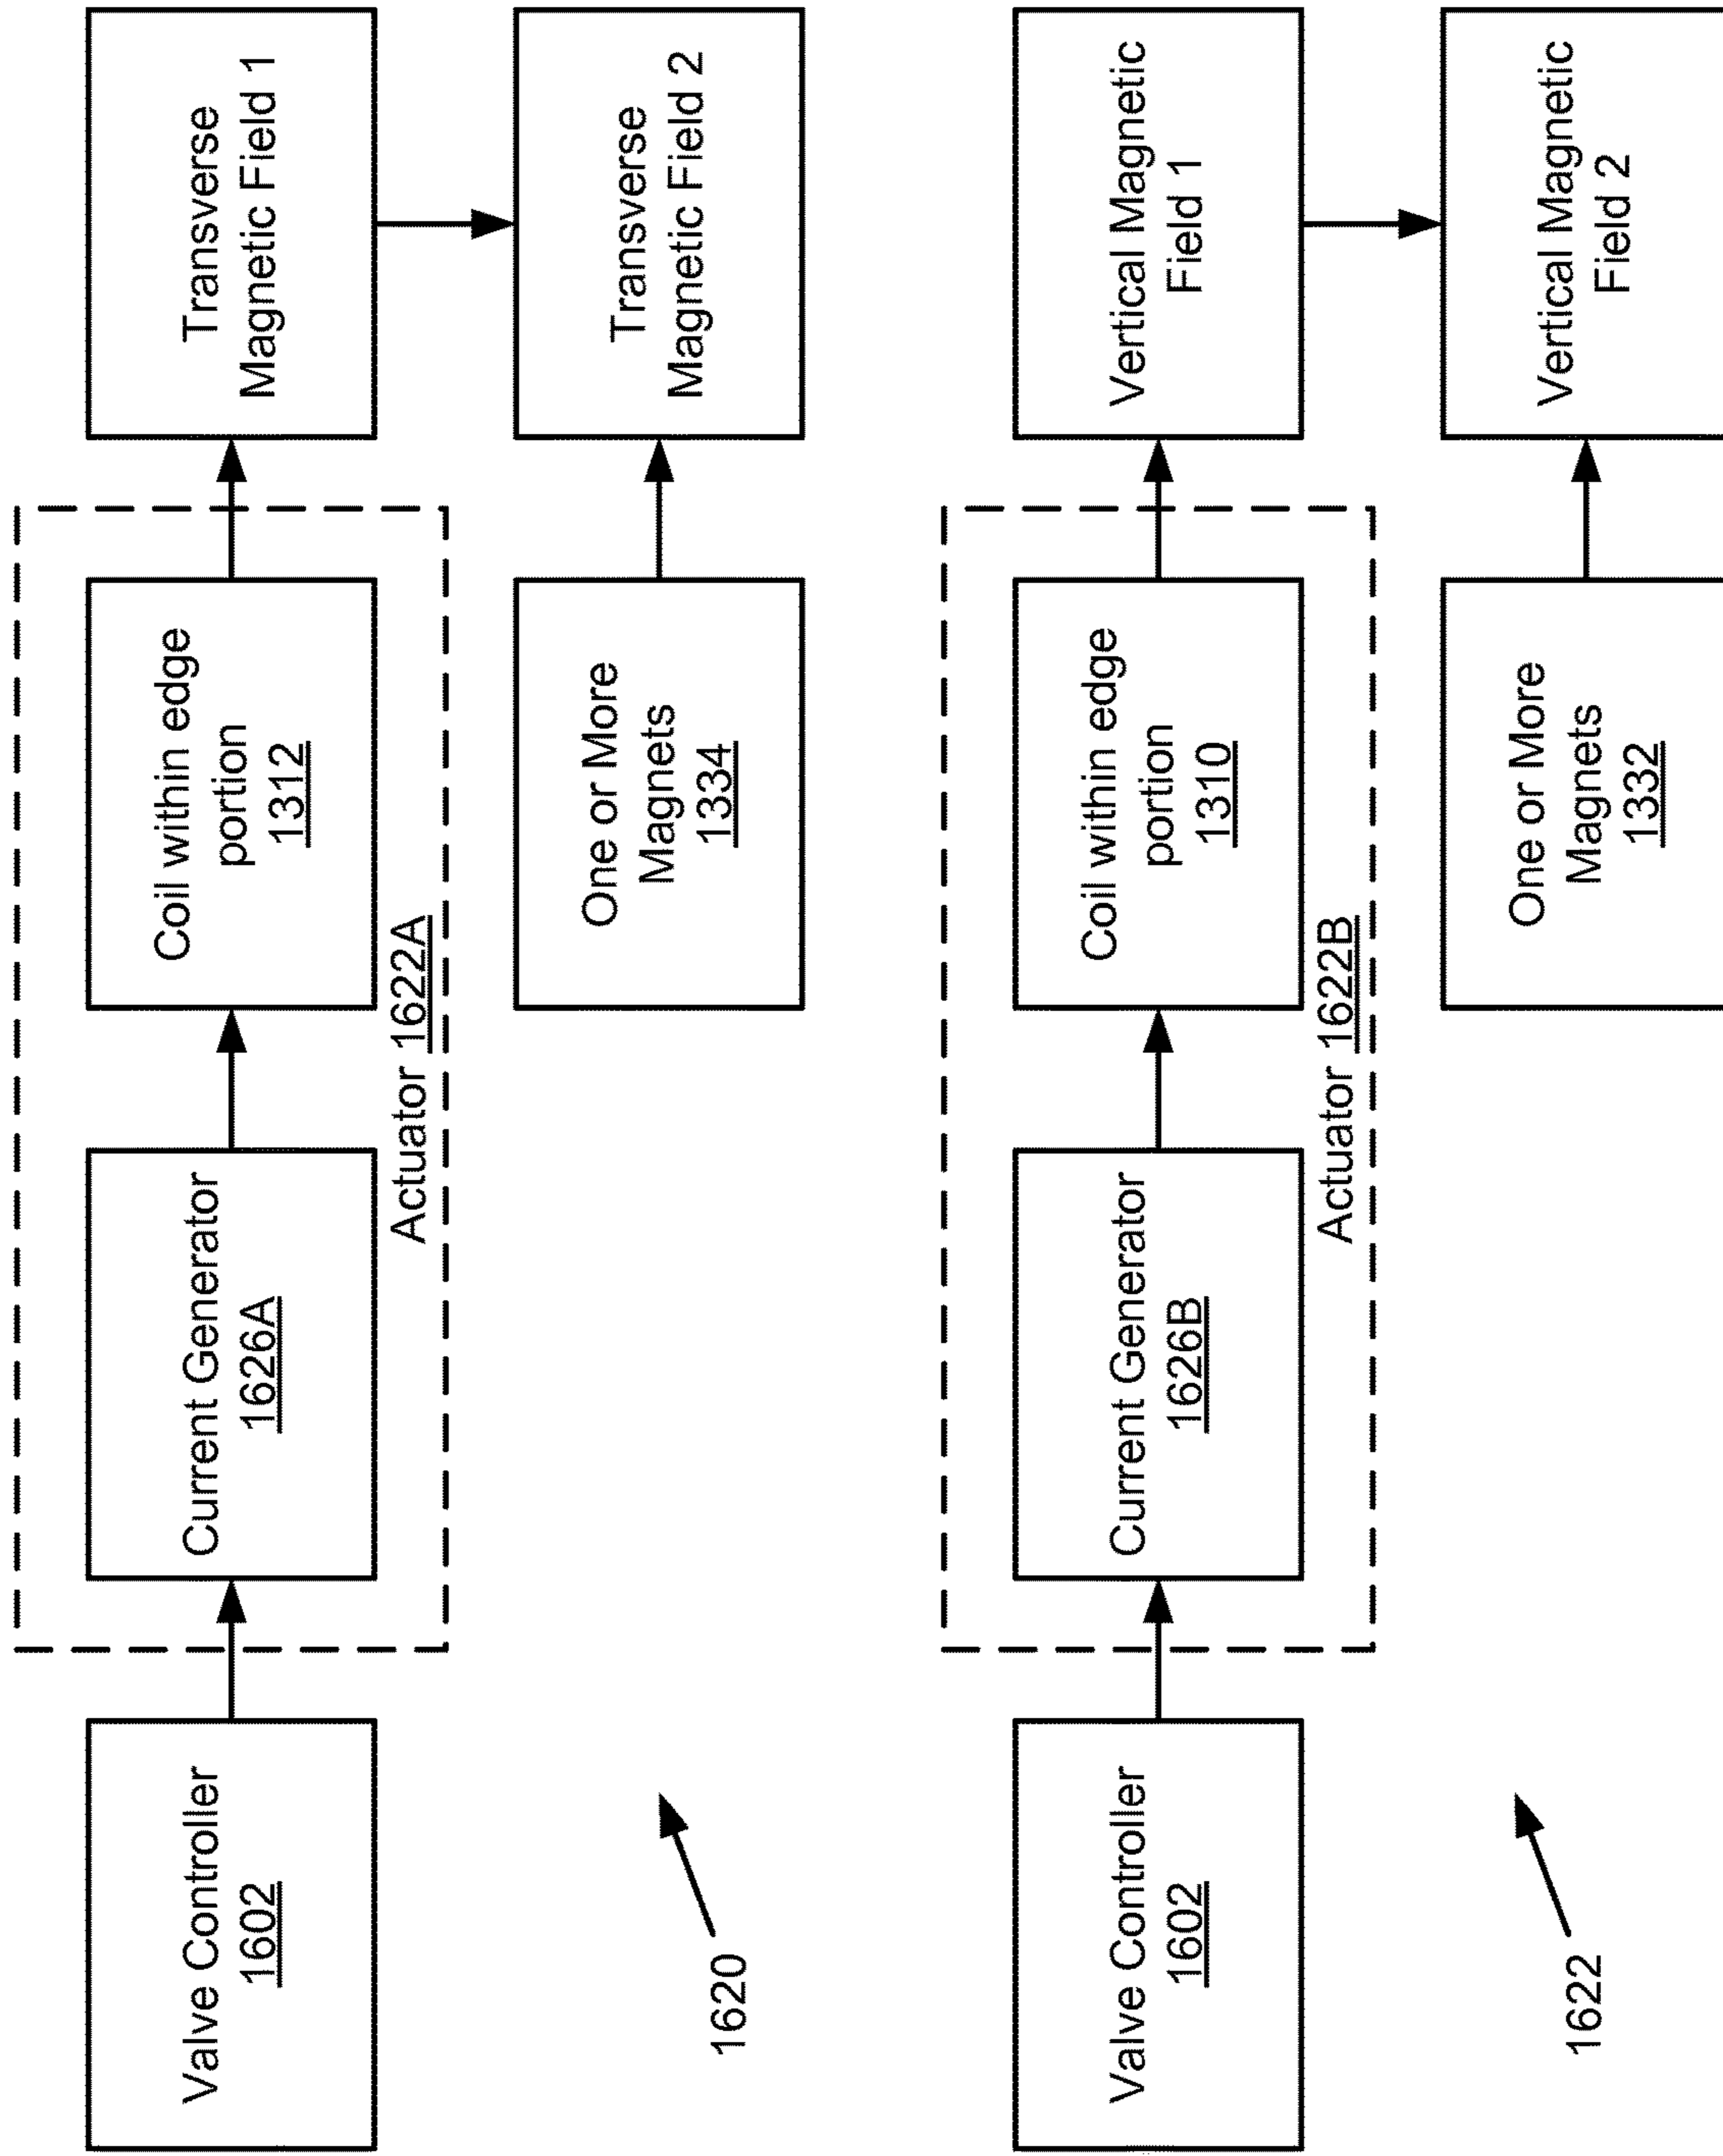 Valve Controller
1602
Current Generator
1626A
Coil within edge
portion
1312
Actuator 1622A
Transverse
Magnetic Field 1
One or More
Magnets
1334
Transverse
Magnetic Field 2
1620
Valve Controller
1602
Current Generator
1626B
Coil within edge
portion
1310
Actuator 1622B
Vertical Magnetic
Field 1
One or More
Magnets
1332
Vertical Magnetic
Field 2
1622